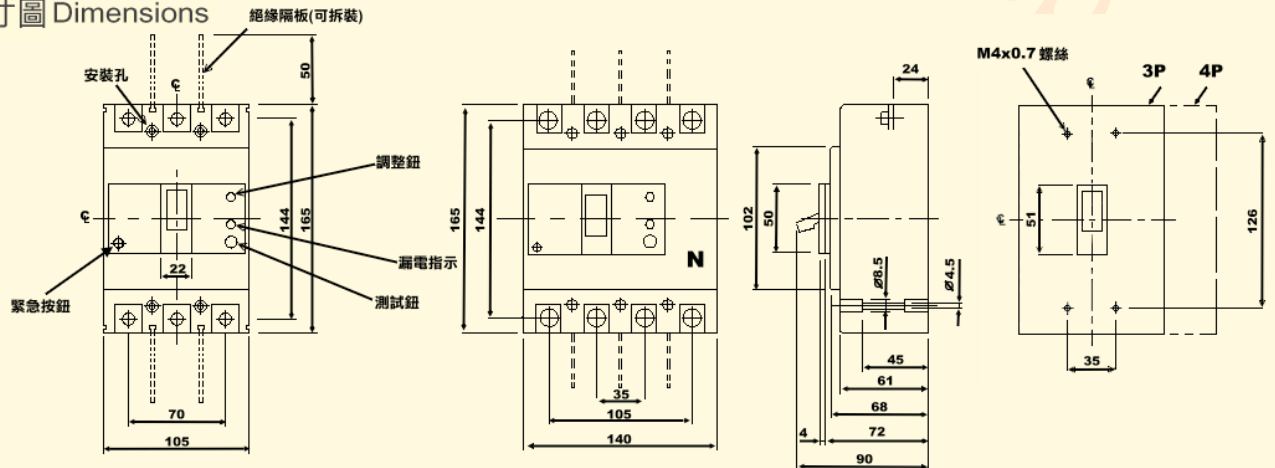 寸圖 Dimensions
絕緣隔板(可拆裝)
安裝孔
℄
50
調整鈕
℄
144
165
漏電指示
22
測試鈕
緊急按鈕
70
105
165
144
N
35
105
140
24
102
50
Ø8.5
Ø4.5
45
61
68
4
72
90
M4x0.7 螺絲
3P
4P
℄
51
℄
126
35